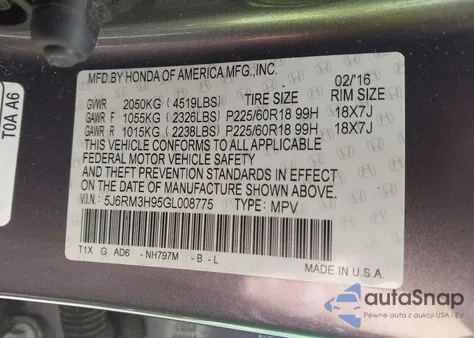 MFD.BY HONDA OF AMERICA MFG.,INC. 02/16
GVWR 2050KG ( 4519LBS) TIRE SIZE RIM SIZE
GAWR F 1055KG ( 2326LBS) P225/60R18 99H 18X7J
GAWR R 1015KG ( 2238LBS) P225/60R18 99H 18X7J
THIS VEHICLE CONFORMS TO ALL APPLICABLE
FEDERAL MOTOR VEHICLE SAFETY
AND THEFT PREVENTION STANDARDS IN EFFECT
ON THE DATE OF MANUFACTURE SHOWN ABOVE.
V.I.N.: 5J6RM3H95GL008775 TYPE: MPV
T1X G AD6 -NH797M -B-L
MADE IN U.S.A.
T0A A6
autoSnap
Pewne auta z aukcji USA i EU